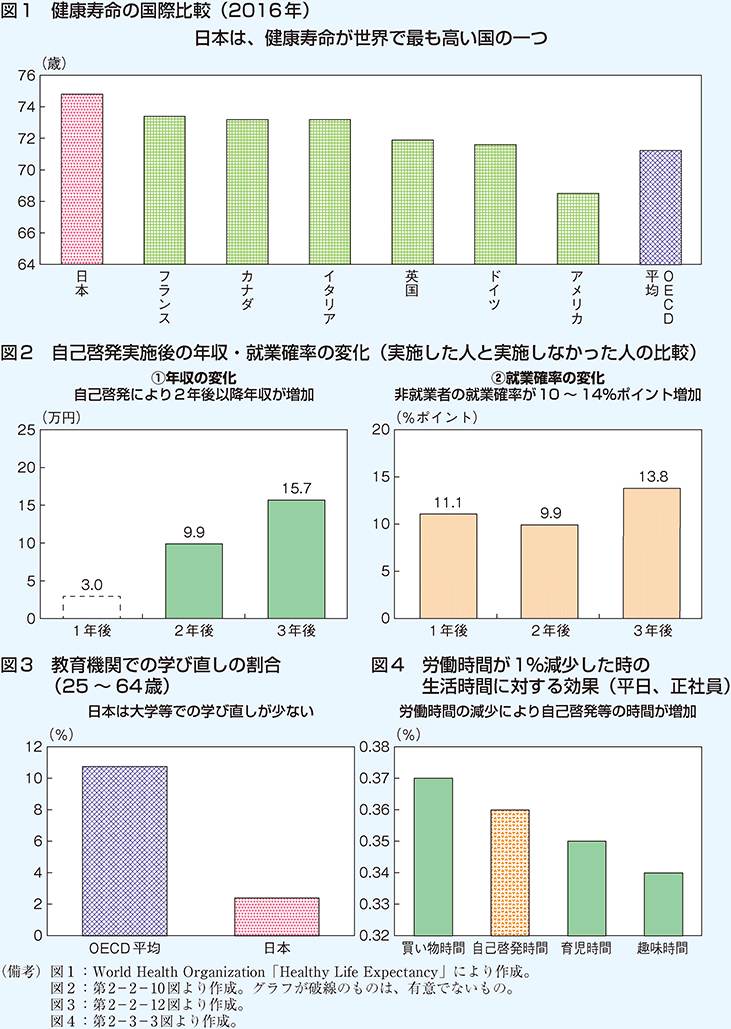 図１ 健康寿命の国際比較（2016年）
日本は、健康寿命が世界で最も高い国の一つ
（歳）
76
74
72
70
68
66
64
日本
フランス
カナダ
イタリア
英国
ドイツ
アメリカ
OECD平均
図２ 自己啓発実施後の年収・就業確率の変化（実施した人と実施しなかった人の比較）
①年収の変化
自己啓発により２年後以降年収が増加
（万円）
25
20
15
10
5
0
3.0
9.9
15.7
１年後
２年後
３年後
②就業確率の変化
非就業者の就業確率が10～14%ポイント増加
（%ポイント）
20
15
10
5
0
11.1
9.9
13.8
１年後
２年後
３年後
図３ 教育機関での学び直しの割合
（25～64歳）
日本は大学等での学び直しが少ない
（%）
12
10
8
6
4
2
0
OECD平均
日本
図４ 労働時間が1%減少した時の
生活時間に対する効果（平日、正社員）
労働時間の減少により自己啓発等の時間が増加
（%）
0.38
0.37
0.36
0.35
0.34
0.33
0.32
買い物時間
自己啓発時間
育児時間
趣味時間
（備考）図１：World Health Organization「Healthy Life Expectancy」により作成。
図２：第２−２−10図より作成。グラフが破線のものは、有意でないもの。
図３：第２−２−12図より作成。
図４：第２−３−３図より作成。